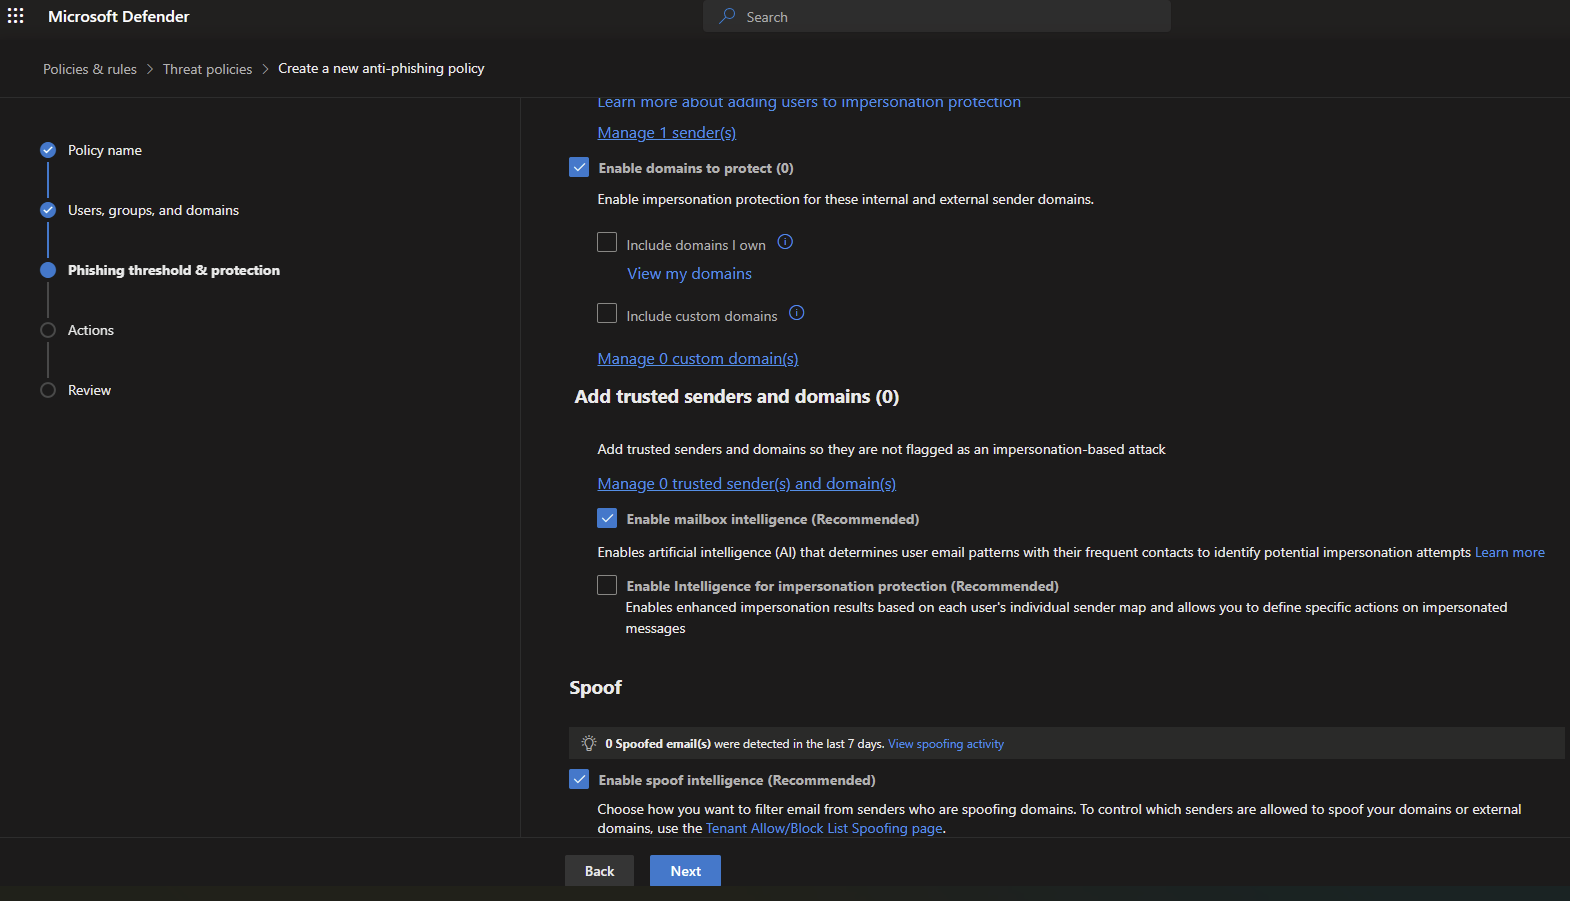 Microsoft Defender
Search
Policies & rules > Threat policies > Create a new anti-phishing policy
Policy name
Users, groups, and domains
Phishing threshold & protection
Actions
Review
Learn more about adding users to impersonation protection
Manage 1 sender(s)
Enable domains to protect (0)
Enable impersonation protection for these internal and external sender domains.
Include domains I own
View my domains
Include custom domains
Manage 0 custom domain(s)
Add trusted senders and domains (0)
Add trusted senders and domains so they are not flagged as an impersonation-based attack
Manage 0 trusted sender(s) and domain(s)
Enable mailbox intelligence (Recommended)
Enables artificial intelligence (AI) that determines user email patterns with their frequent contacts to identify potential impersonation attempts Learn more
Enable Intelligence for impersonation protection (Recommended)
Enables enhanced impersonation results based on each user's individual sender map and allows you to define specific actions on impersonated
messages
Spoof
0 Spoofed email(s) were detected in the last 7 days. View spoofing activity
Enable spoof intelligence (Recommended)
Choose how you want to filter email from senders who are spoofing domains. To control which senders are allowed to spoof your domains or external
domains, use the Tenant Allow/Block List Spoofing page.
Back
Next